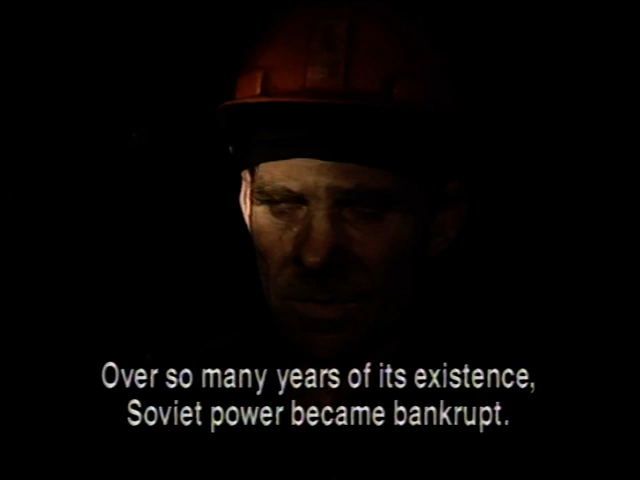 Over so many years of its existence,
Soviet power became bankrupt.